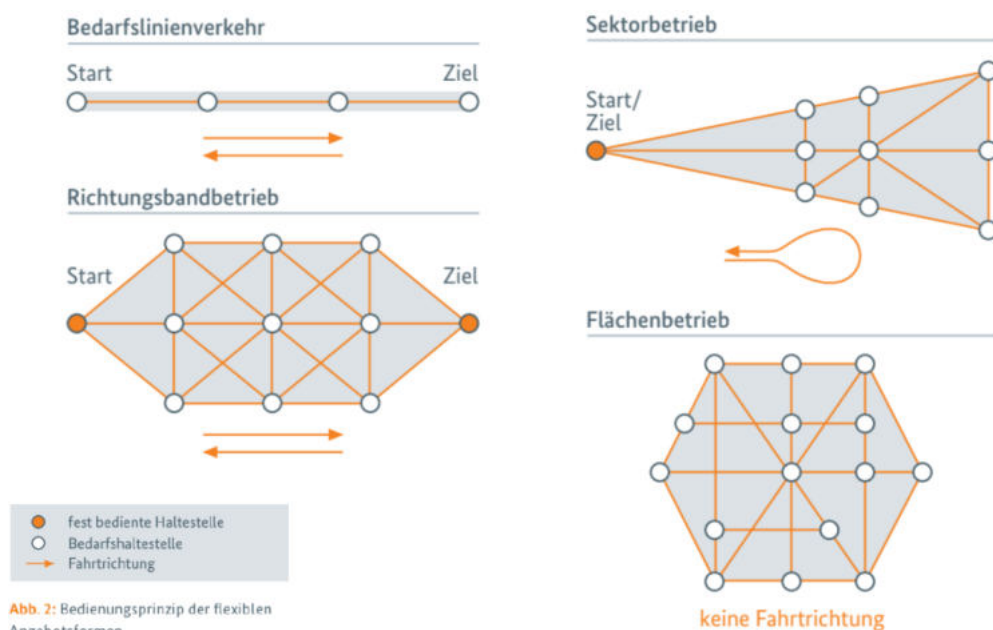 Bedarfslinienverkehr
Start
Ziel
Richtungsbandbetrieb
Start
Ziel
fest bediente Haltestelle
Bedarfshaltestelle
Fahrtrichtung
Abb. 2: Bedienungsprinzip der flexiblen
Sektorbetrieb
Start/
Ziel
Flächenbetrieb
keine Fahrtrichtung